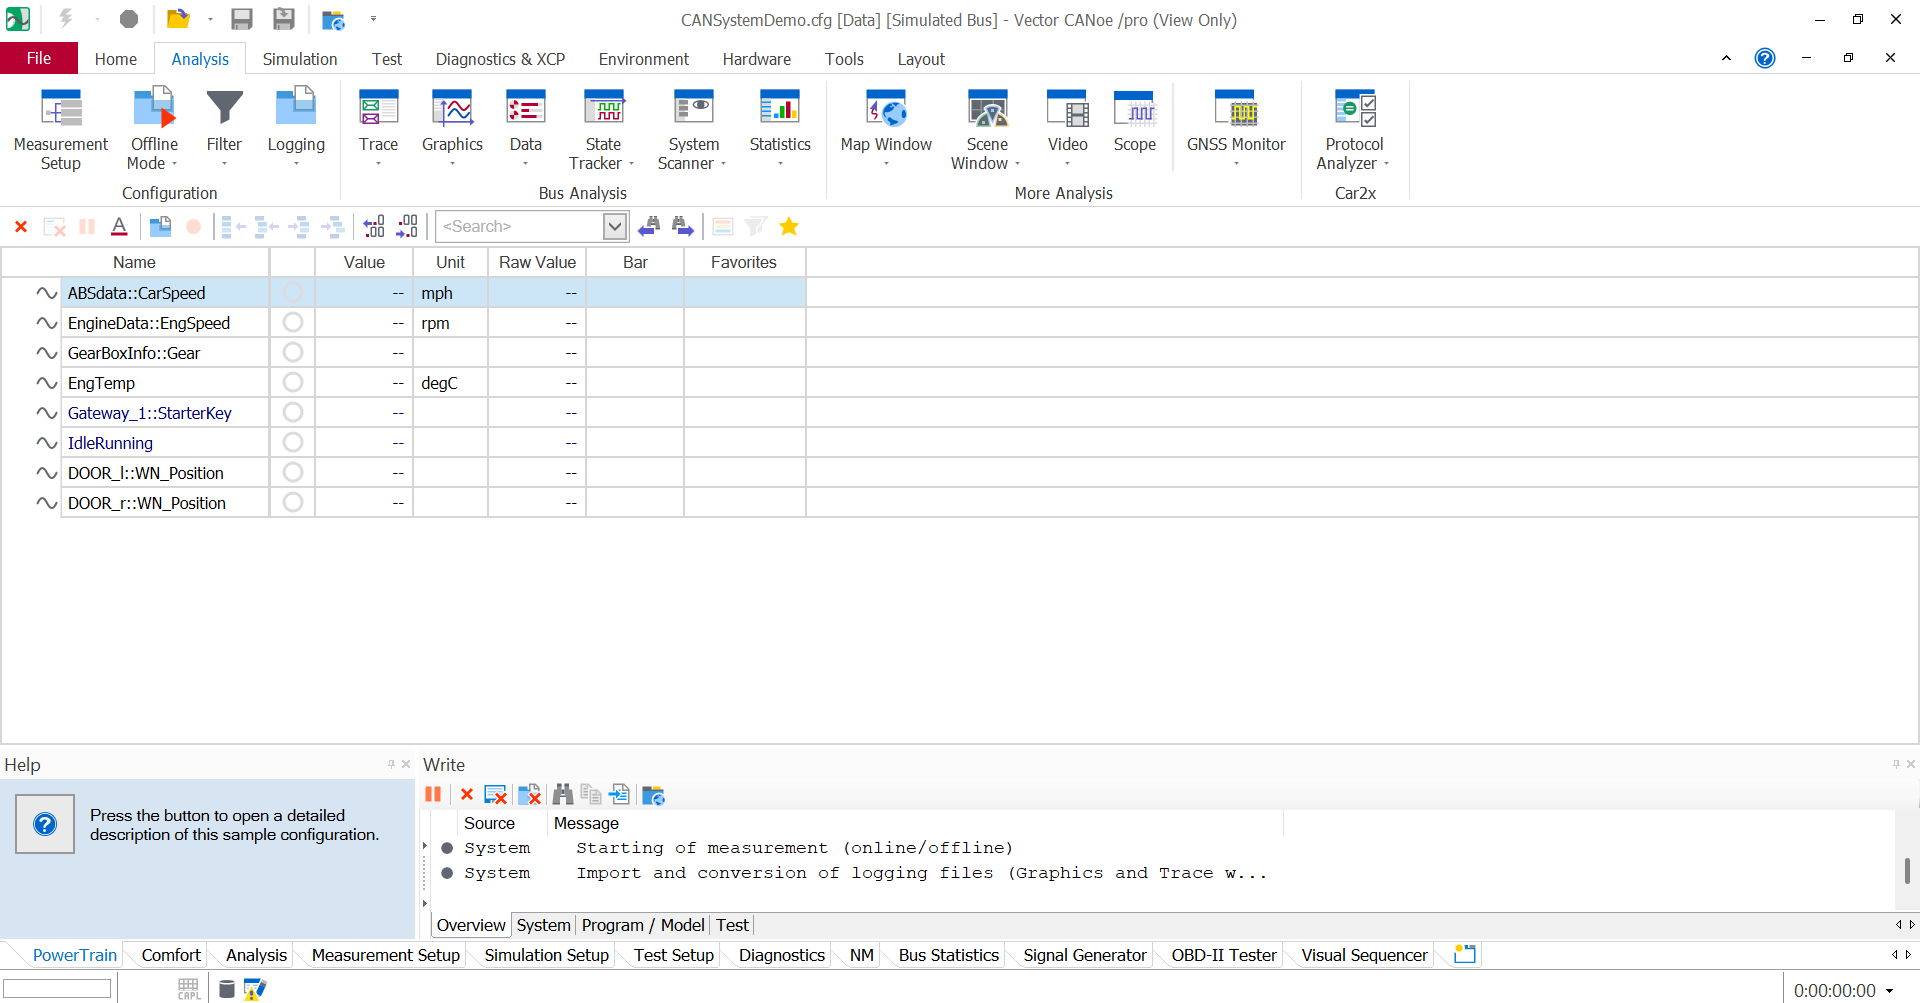 CANSystemDemo.cfg [Data] [Simulated Bus] - Vector CANoe /pro (View Only)
File Home Analysis Simulation Test Diagnostics & XCP Environment Hardware Tools Layout
Measurement Setup
Offline Mode
Filter
Logging
Trace
Graphics
Data
State Tracker
System Scanner
Statistics
Map Window
Scene Window
Video
Scope
GNSS Monitor
Protocol Analyzer
Configuration Bus Analysis More Analysis Car2x
<Search>
Name Value Unit Raw Value Bar Favorites
ABSdata::CarSpeed -- mph --
EngineData::EngSpeed -- rpm --
GearBoxInfo::Gear -- --
EngTemp -- degC --
Gateway_1::StarterKey -- --
IdleRunning -- --
DOOR_l::WN_Position -- --
DOOR_r::WN_Position -- --
Help
Press the button to open a detailed
description of this sample configuration.
Write
Source Message
System Starting of measurement (online/offline)
System Import and conversion of logging files (Graphics and Trace w...
Overview System Program / Model Test
PowerTrain Comfort Analysis Measurement Setup Simulation Setup Test Setup Diagnostics NM Bus Statistics Signal Generator OBD-II Tester Visual Sequencer
CAPL
0:00:00:00